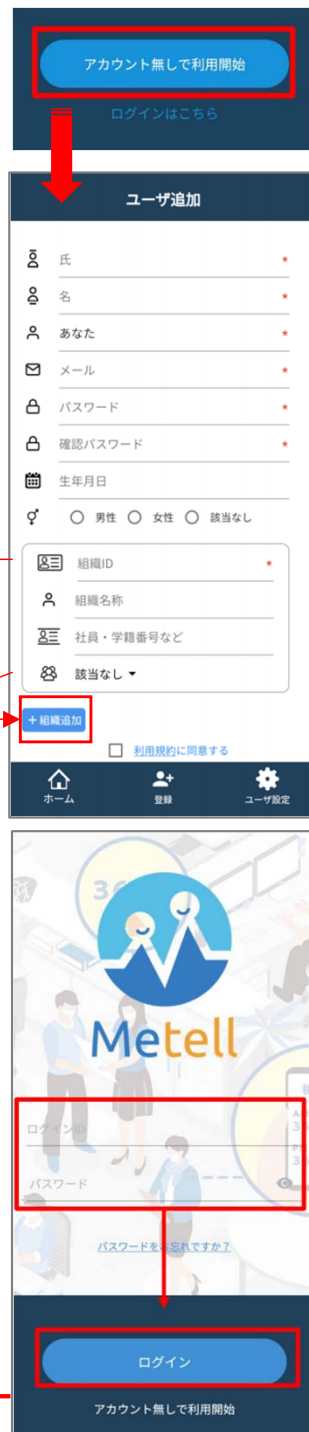 アカウント無しで利用開始
ログインはこちら
ユーザ追加
氏 *
名 *
あなた
メール *
パスワード *
確認パスワード *
生年月日
男性 女性 該当なし
組織ID *
組織名称
社員・学籍番号など
該当なし
+組織追加
利用規約に同意する
ホーム 登録 ユーザ設定
36
Metell
ログインID
パスワード
パスワードをお忘れですか？
ログイン
アカウント無しで利用開始